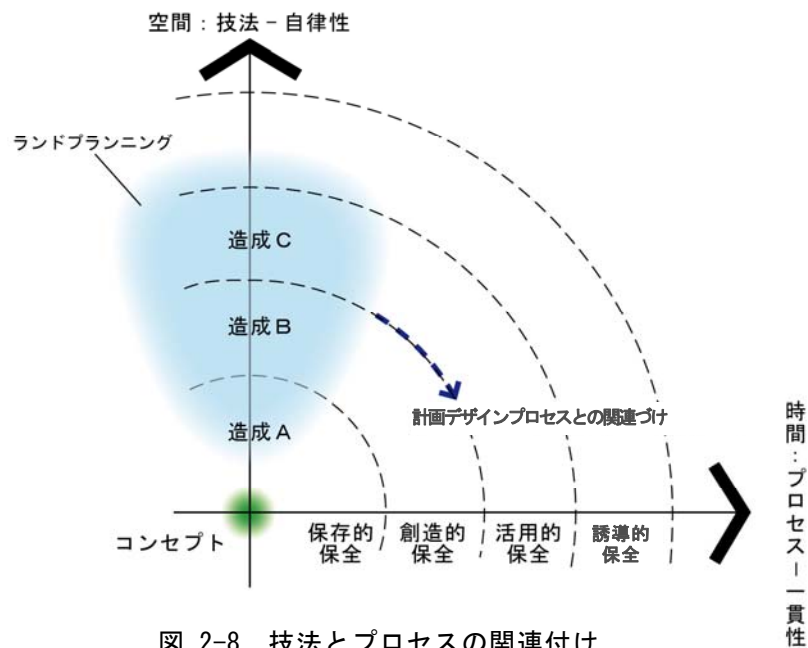 空間：技法－自律性
ランドプランニング
造成Ｃ
造成Ｂ
計画デザインプロセスとの関連づけ
造成Ａ
コンセプト
保存的
保全
創造的
保全
活用的
保全
誘導的
保全
時間：プロセス－一貫性
図 2-8 技法とプロセスの関連付け